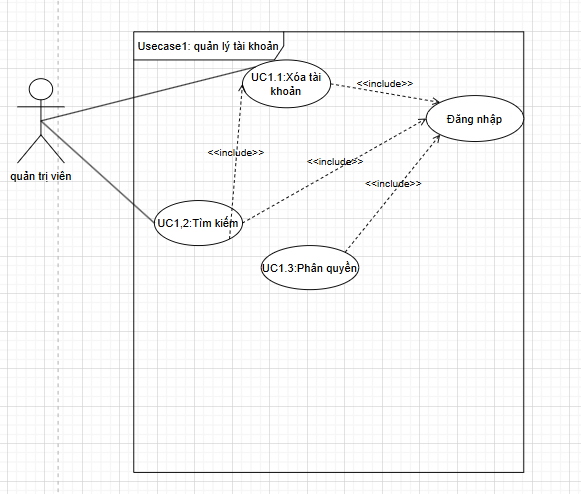 Usecase1: quản lý tài khoản
UC1.1:Xóa tài
khoản
<<include>>
Đăng nhập
quản trị viên
<<include>>
<<include>>
<<include>>
UC1,2:Tìm kiếm
UC1.3:Phân quyền